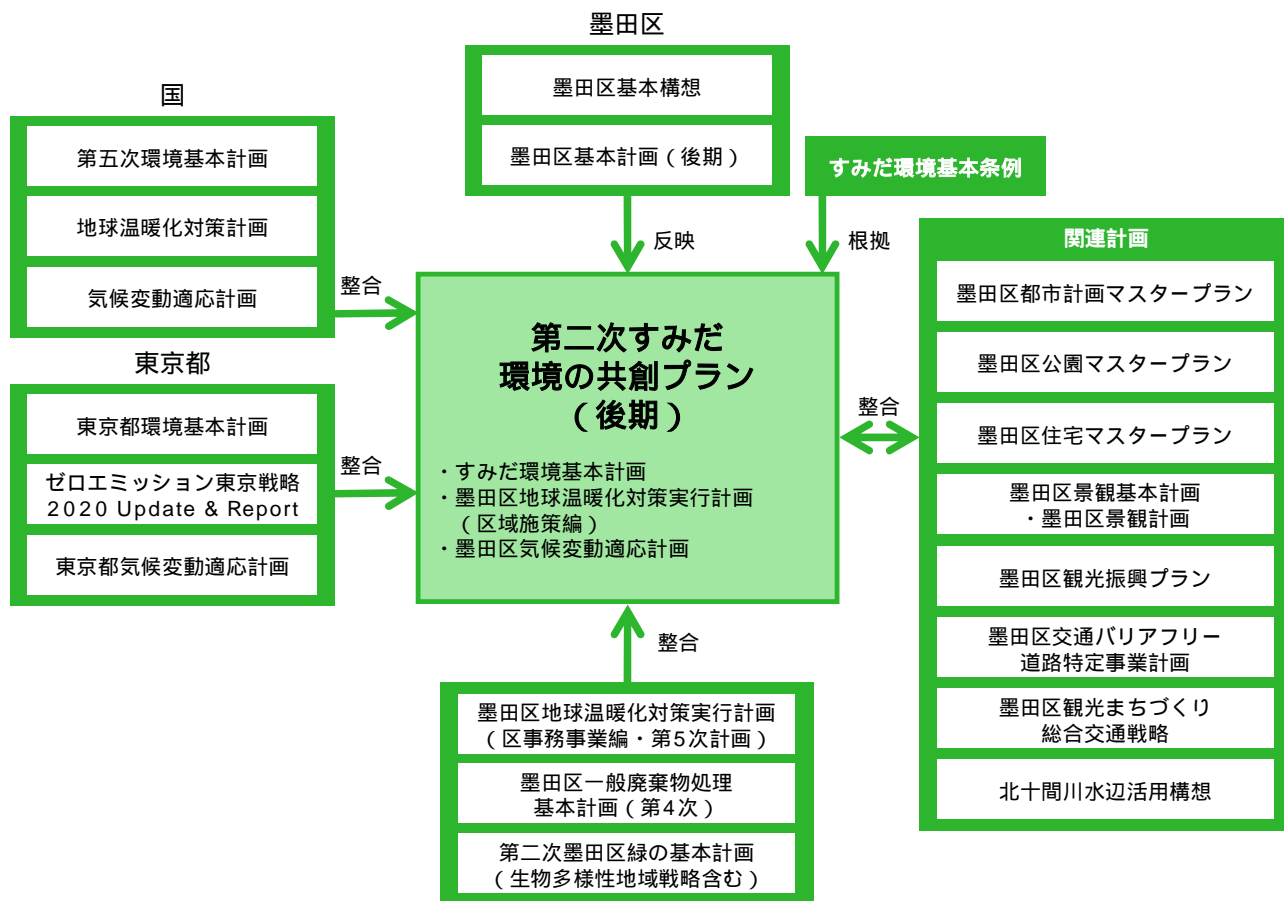 墨田区
墨田区基本構想
墨田区基本計画（後期）
国
第五次環境基本計画
地球温暖化対策計画
気候変動適応計画
整合
東京都
東京都環境基本計画
ゼロエミッション東京戦略
2020 Update & Report
東京都気候変動適応計画
整合
反映
すみだ環境基本条例
根拠
第二次すみだ
環境の共創プラン
（後期）
・すみだ環境基本計画
・墨田区地球温暖化対策実行計画
（区域施策編）
・墨田区気候変動適応計画
整合
関連計画
墨田区都市計画マスタープラン
墨田区公園マスタープラン
墨田区住宅マスタープラン
墨田区景観基本計画
・墨田区景観計画
墨田区観光振興プラン
墨田区交通バリアフリー
道路特定事業計画
墨田区観光まちづくり
総合交通戦略
北十間川水辺活用構想
整合
墨田区地球温暖化対策実行計画
（区事務事業編・第5次計画）
墨田区一般廃棄物処理
基本計画（第4次）
第二次墨田区緑の基本計画
（生物多様性地域戦略含む）